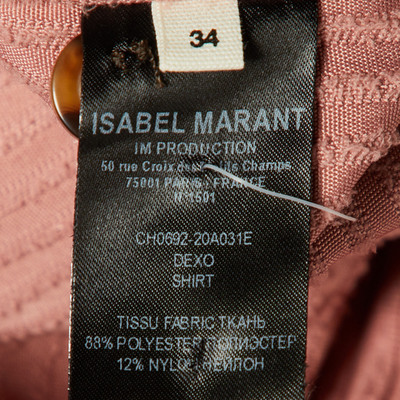 34
ISABEL MARANT
IM PRODUCTION
50 rue Croix des Petits Champs
75001 PARIS - FRANCE
N°1501
CH0692-20A031E
DEXO
SHIRT
TISSU FABRIC ТКАНЬ
88% POLYESTER ПОЛИЭСТЕР
12% NYLON НЕЙЛОН